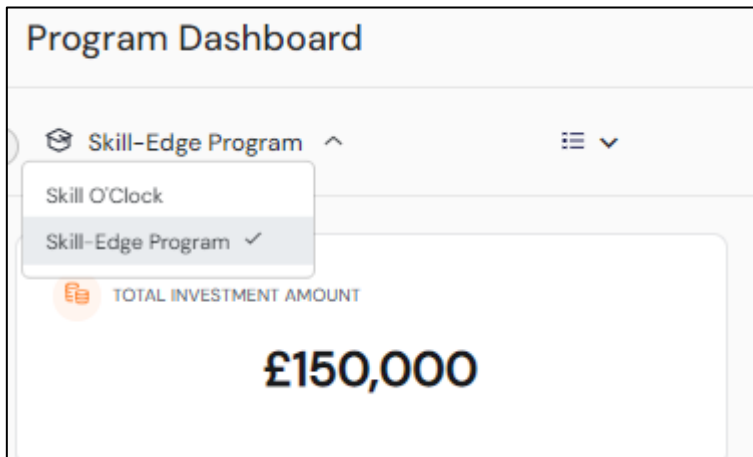 Program Dashboard
Skill-Edge Program
Skill O'Clock
Skill-Edge Program
TOTAL INVESTMENT AMOUNT
£150,000